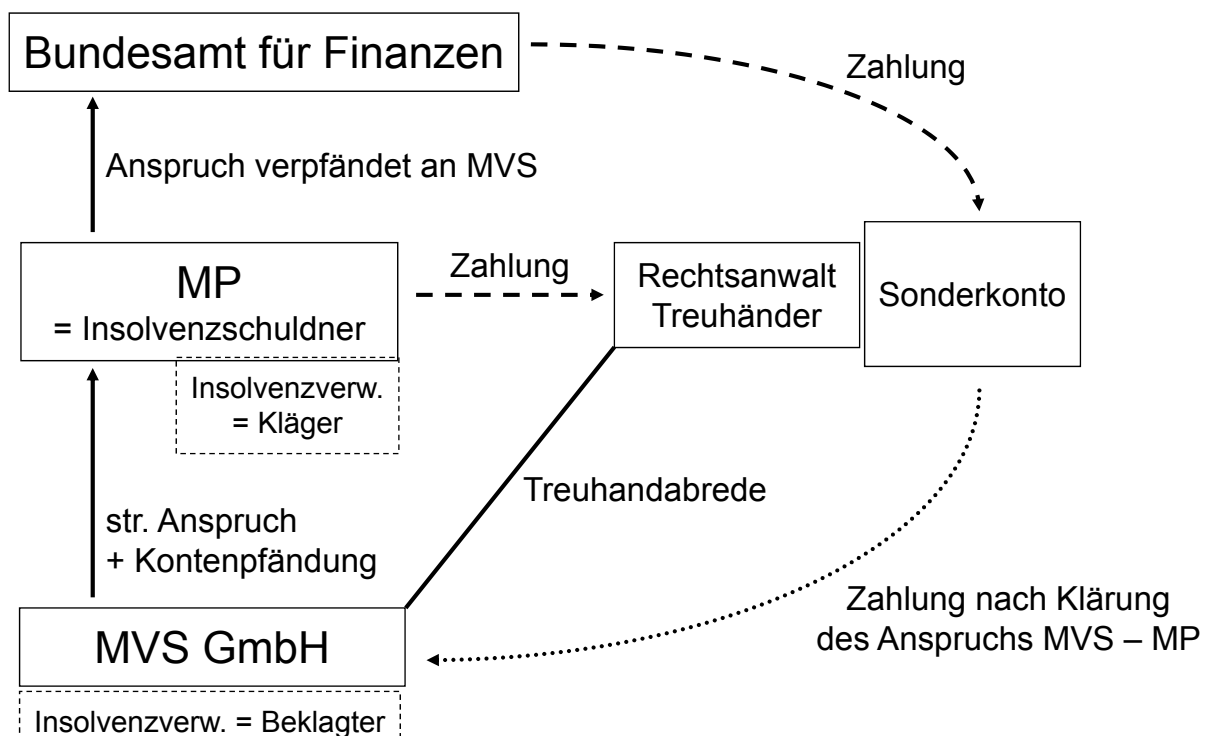 Bundesamt für Finanzen
Zahlung
Anspruch verpfändet an MVS
MP
= Insolvenzschuldner
Zahlung
Rechtsanwalt
Treuhänder
Sonderkonto
Insolvenzverw.
= Kläger
Treuhandabrede
str. Anspruch
+ Kontenpfändung
Zahlung nach Klärung
des Anspruchs MVS – MP
MVS GmbH
Insolvenzverw. = Beklagter